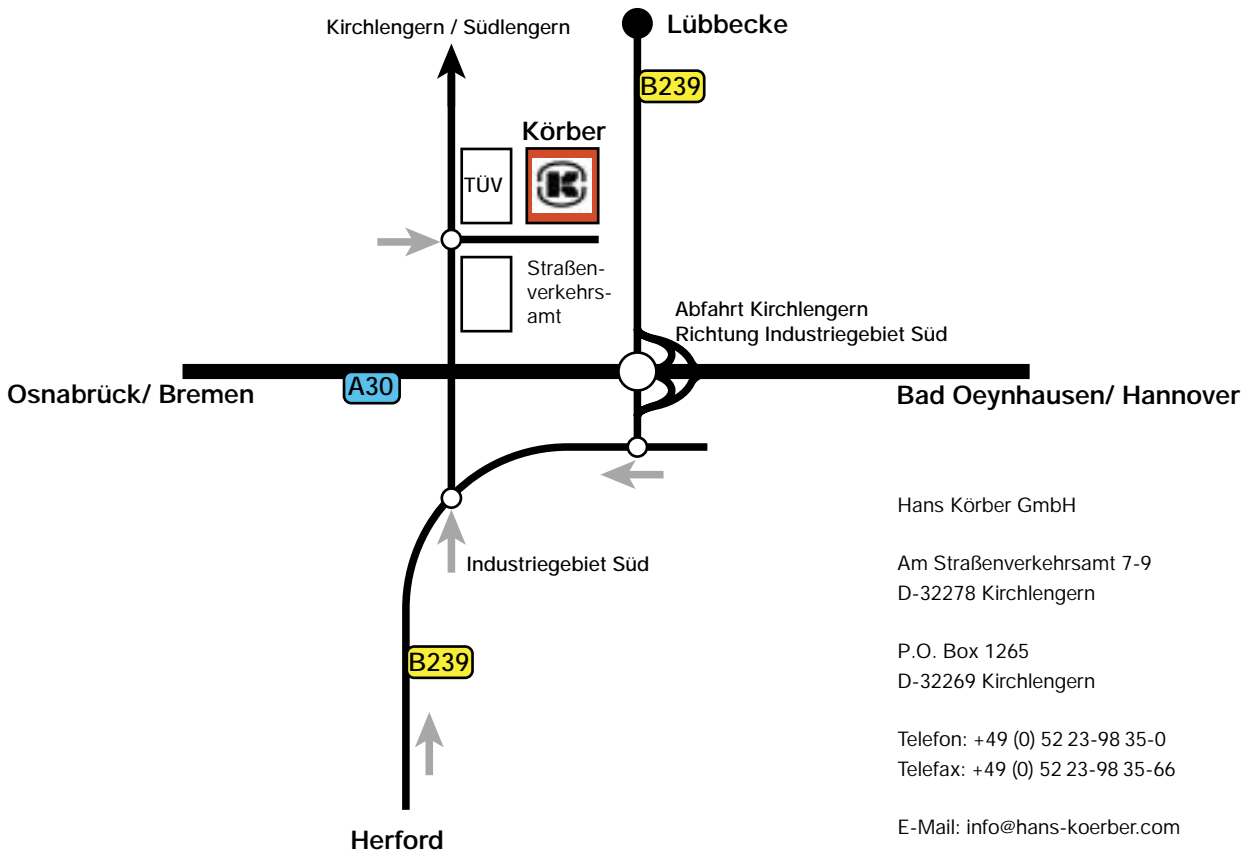 Kirchlengern / Südlengern
Lübbecke
B239
Körber
TÜV
K
Straßen-
verkehrs-
amt
Abfahrt Kirchlengern
Richtung Industriegebiet Süd
Osnabrück/ Bremen
A30
Bad Oeynhausen/ Hannover
Industriegebiet Süd
B239
Herford
Hans Körber GmbH
Am Straßenverkehrsamt 7-9
D-32278 Kirchlengern
P.O. Box 1265
D-32269 Kirchlengern
Telefon: +49 (0) 52 23-98 35-0
Telefax: +49 (0) 52 23-98 35-66
E-Mail: info@hans-koerber.com